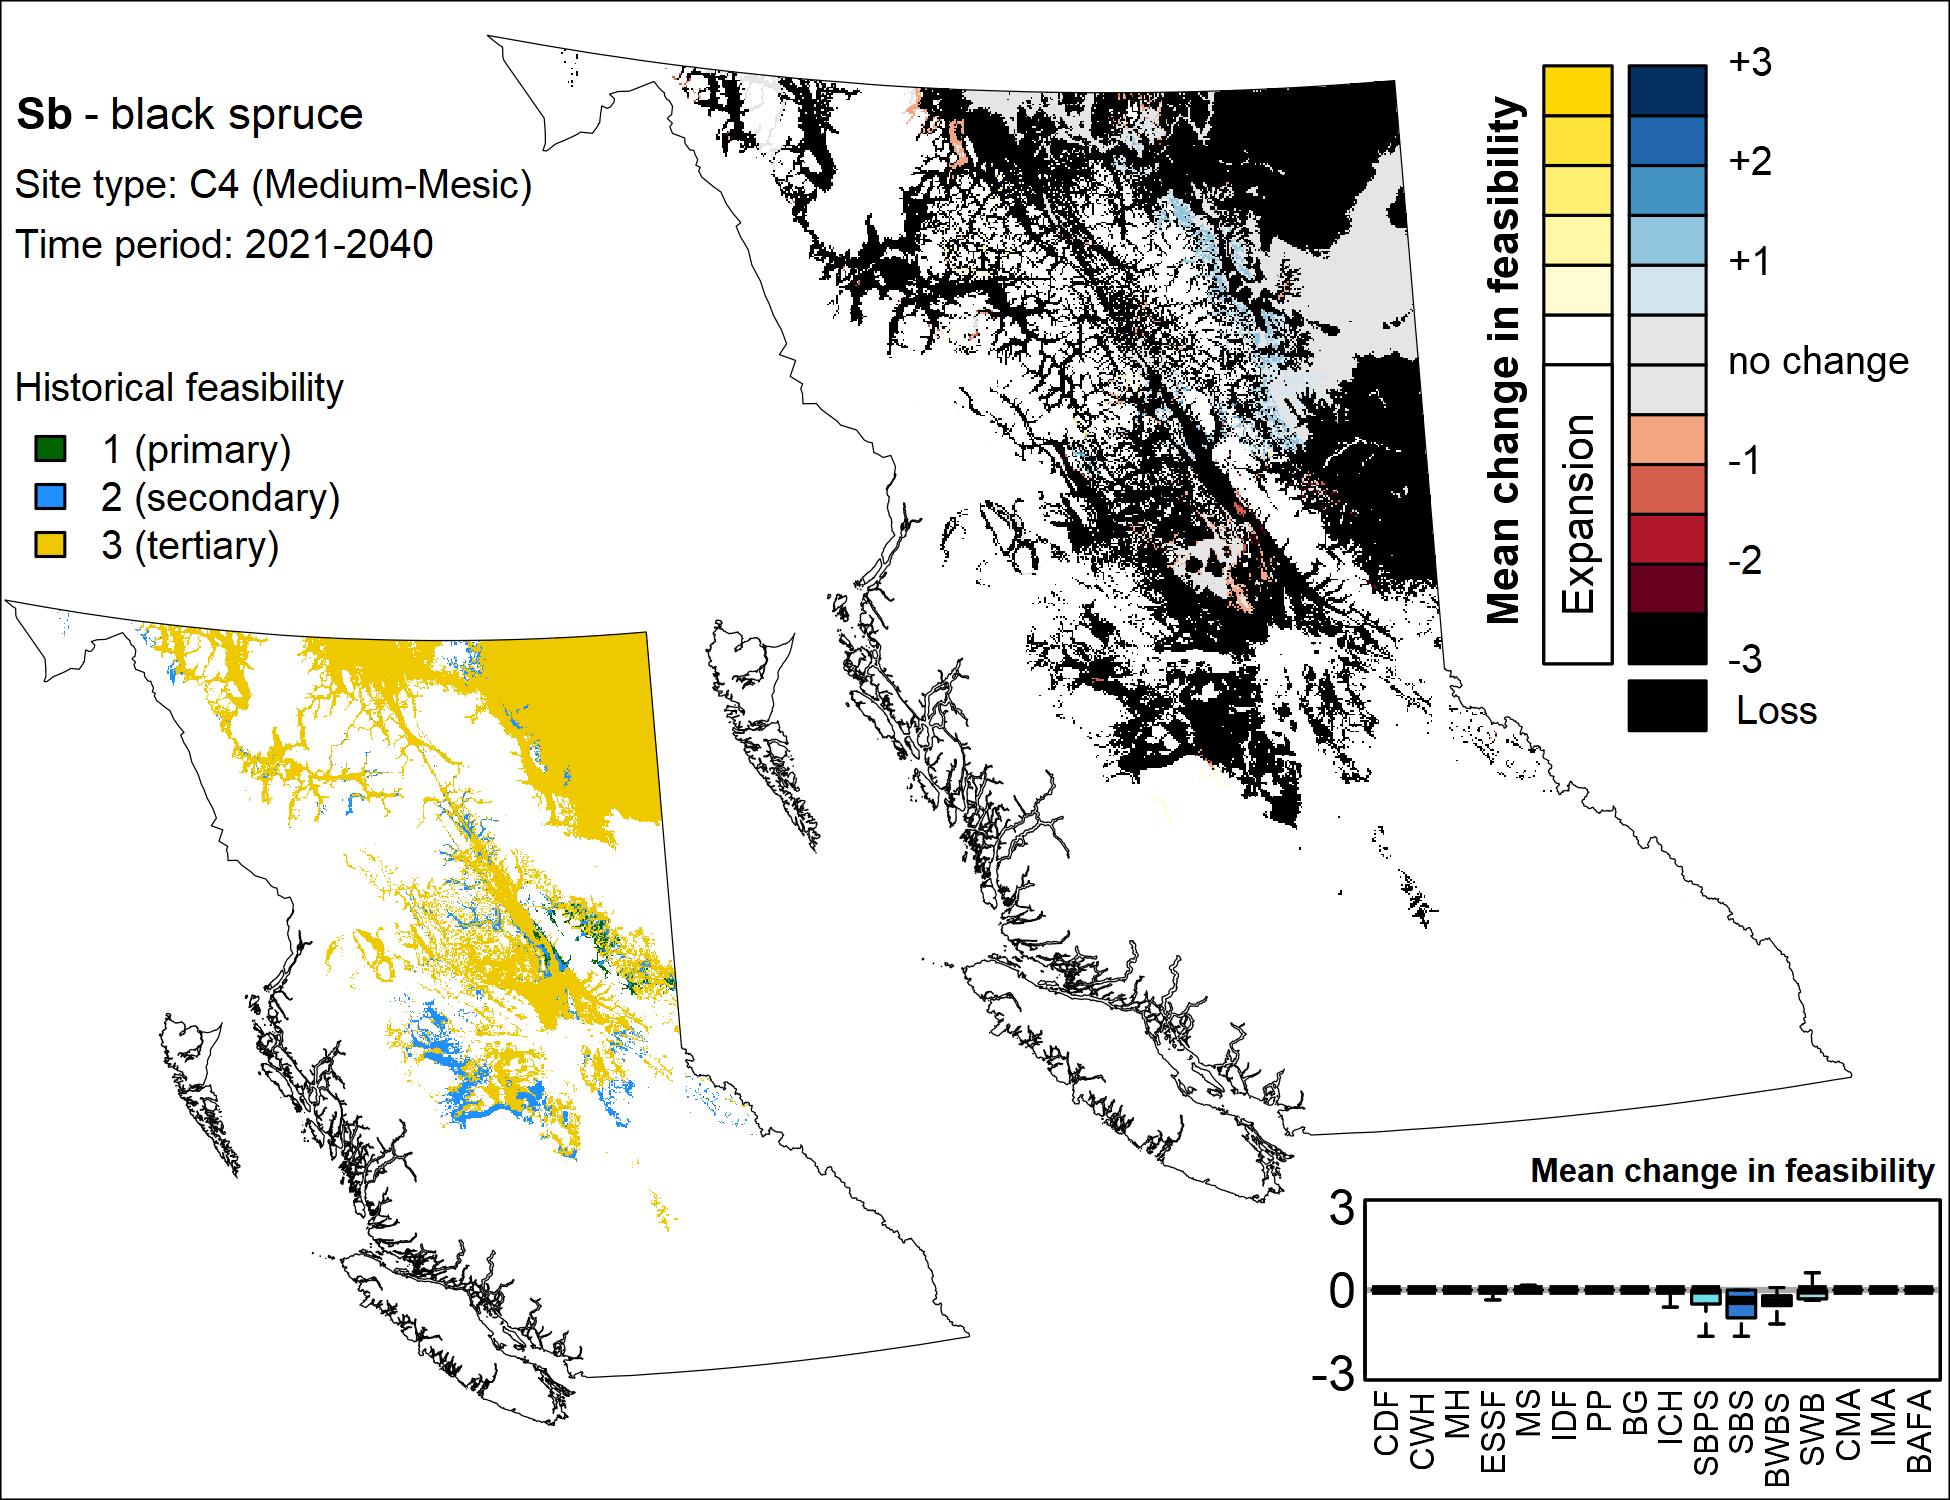 Sb - black spruce
Site type: C4 (Medium-Mesic)
Time period: 2021-2040
Historical feasibility
1 (primary)
2 (secondary)
3 (tertiary)
Mean change in feasibility
Expansion
+3
+2
+1
no change
-1
-2
-3
Loss
Mean change in feasibility
3
0
-3
CDF
CWH
MH
ESSF
MS
IDF
PP
BG
ICH
SBPS
SBS
BWBS
SWB
CMA
IMA
BAFA